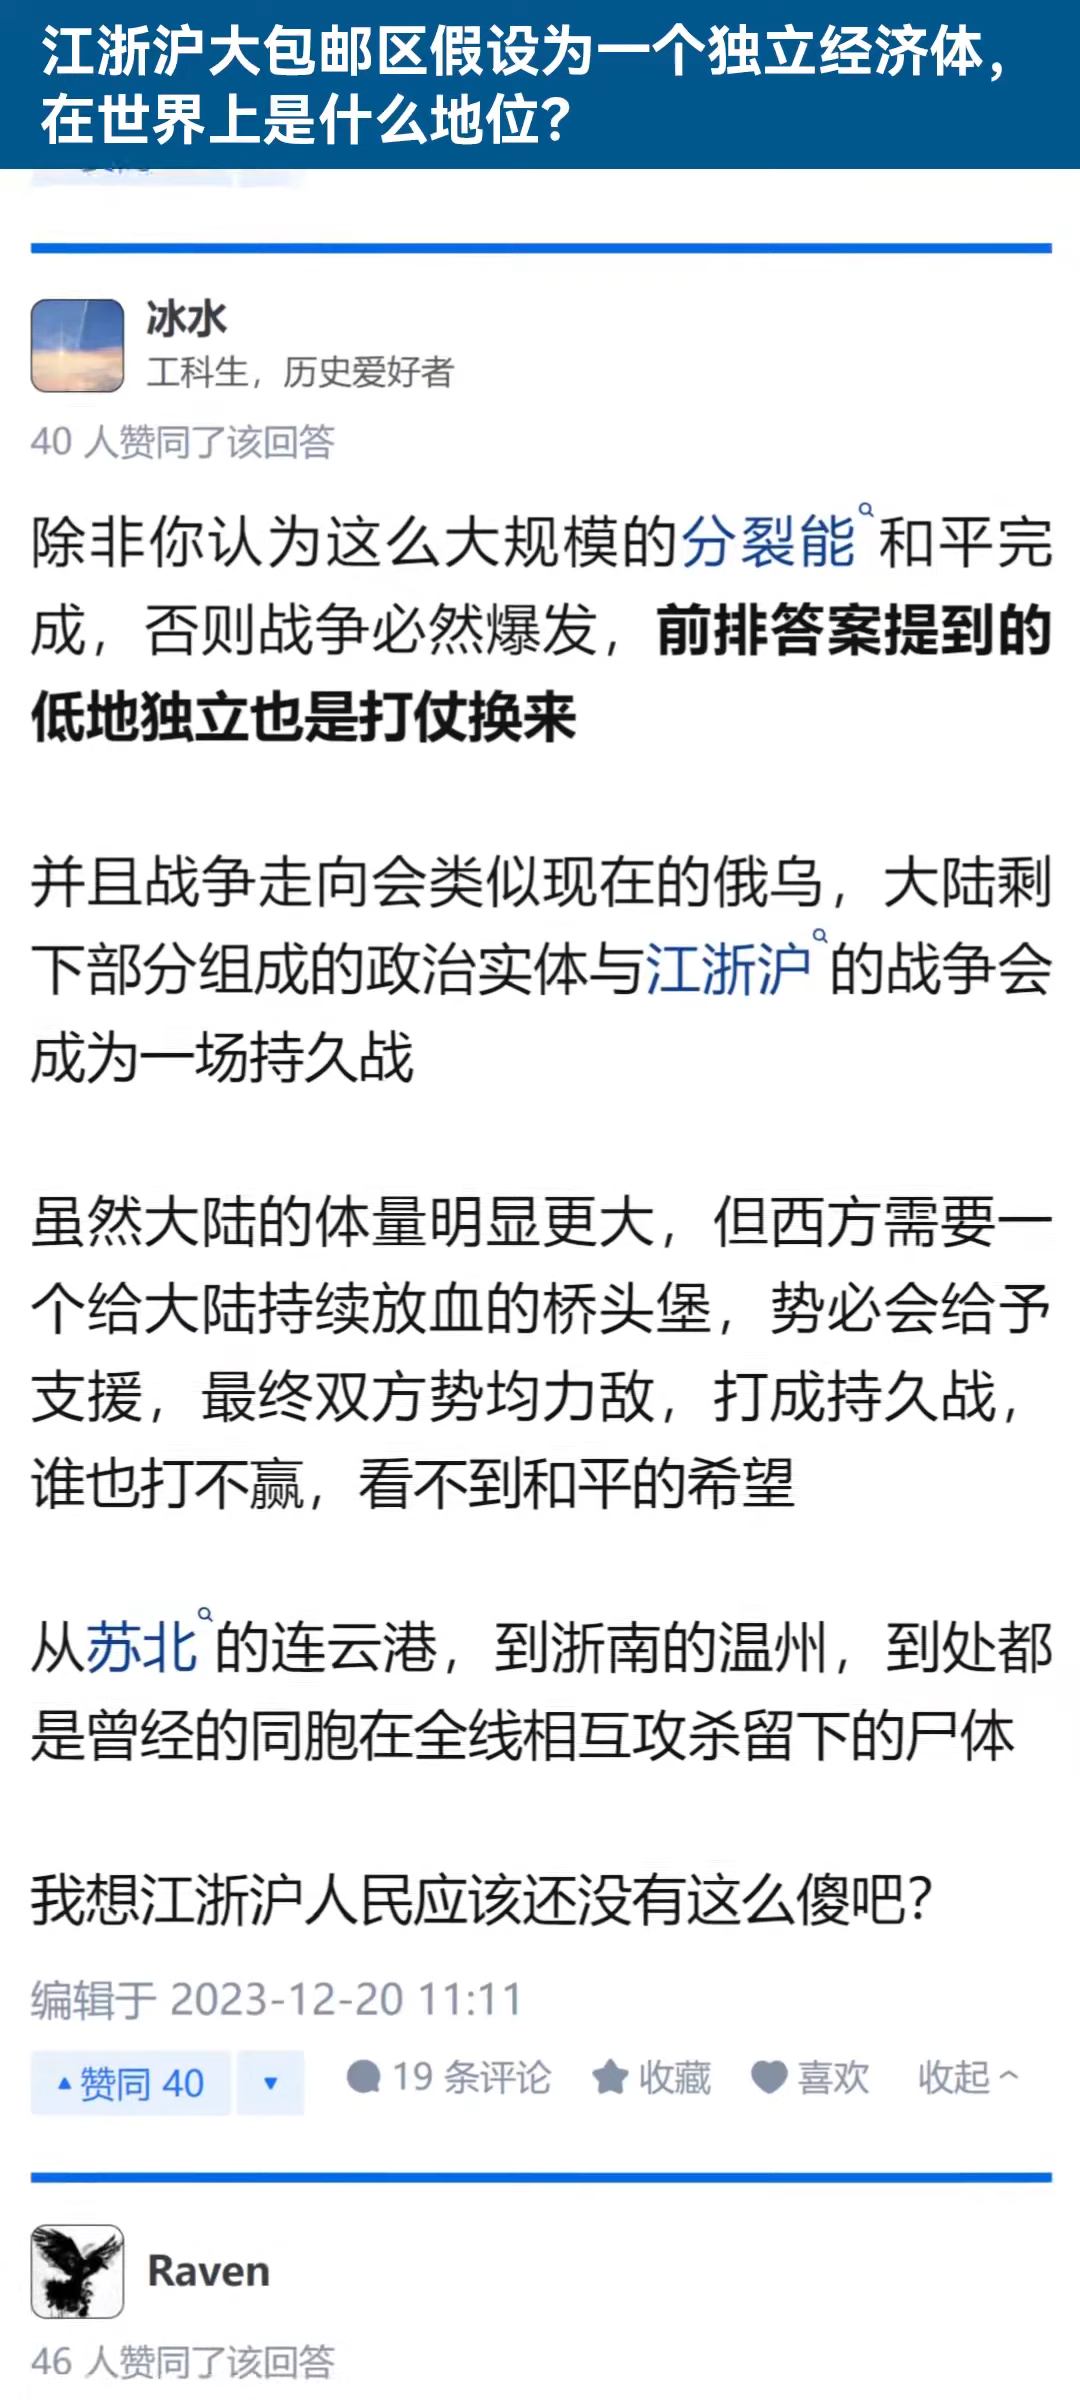 江浙沪大包邮区假设为一个独立经济体，
在世界上是什么地位？
冰水
工科生，历史爱好者
40 人赞同了该回答
除非你认为这么大规模的分裂能和平完
成，否则战争必然爆发，前排答案提到的
低地独立也是打仗换来
并且战争走向会类似现在的俄乌，大陆剩
下部分组成的政治实体与江浙沪的战争会
成为一场持久战
虽然大陆的体量明显更大，但西方需要一
个给大陆持续放血的桥头堡，势必会给予
支援，最终双方势均力敌，打成持久战，
谁也打不赢，看不到和平的希望
从苏北的连云港，到浙南的温州，到处都
是曾经的同胞在全线相互攻杀留下的尸体
我想江浙沪人民应该还没有这么傻吧？
编辑于 2023-12-20 11:11
赞同 40 19 条评论 收藏 喜欢 收起
Raven
46 人赞同了该回答